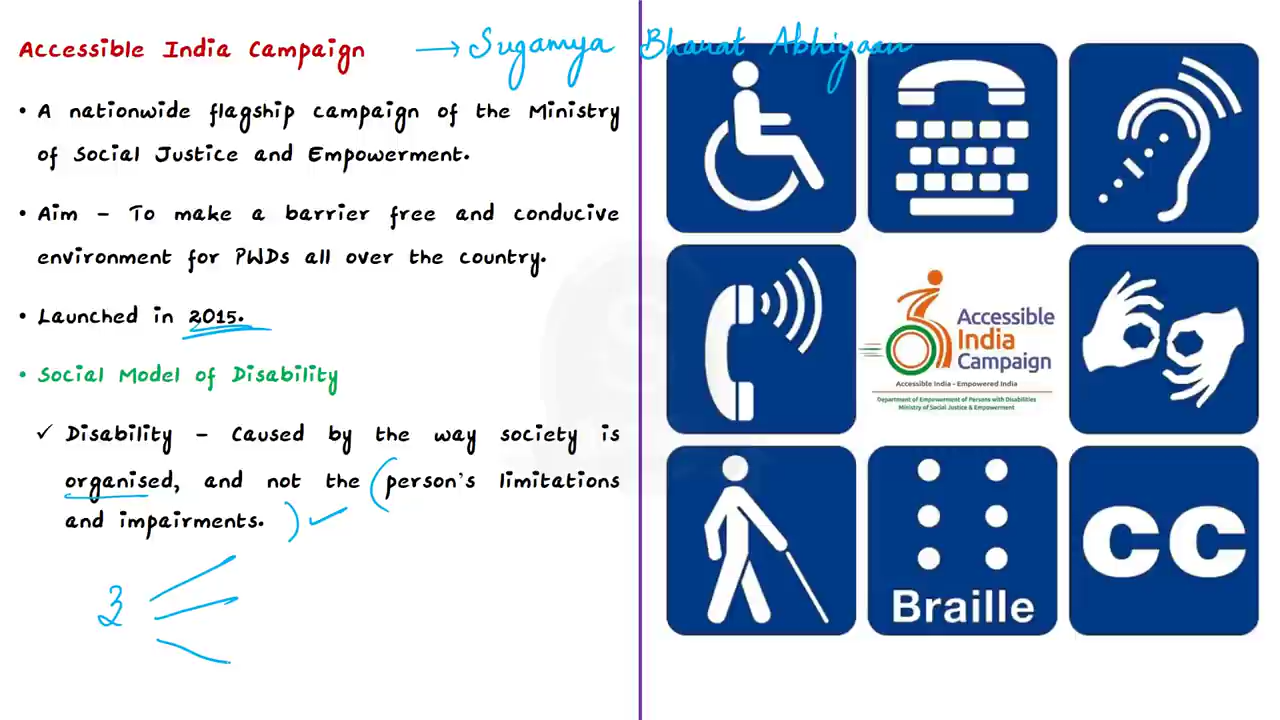 Accessible India Campaign → Sugamya Bharat Abhiyaan
• A nationwide flagship campaign of the Ministry
of Social Justice and Empowerment.
• Aim – To make a barrier free and conducive
environment for PWDs all over the country.
• Launched in 2015.
• Social Model of Disability
✓ Disability – Caused by the way society is
organised, and not the (person's limitations
and impairments. ) ✓
3
Accessible
India
Campaign
Accessible India - Empowered India
Department of Empowerment of Persons with Disabilities
Ministry of Social Justice & Empowerment
Braille
CC